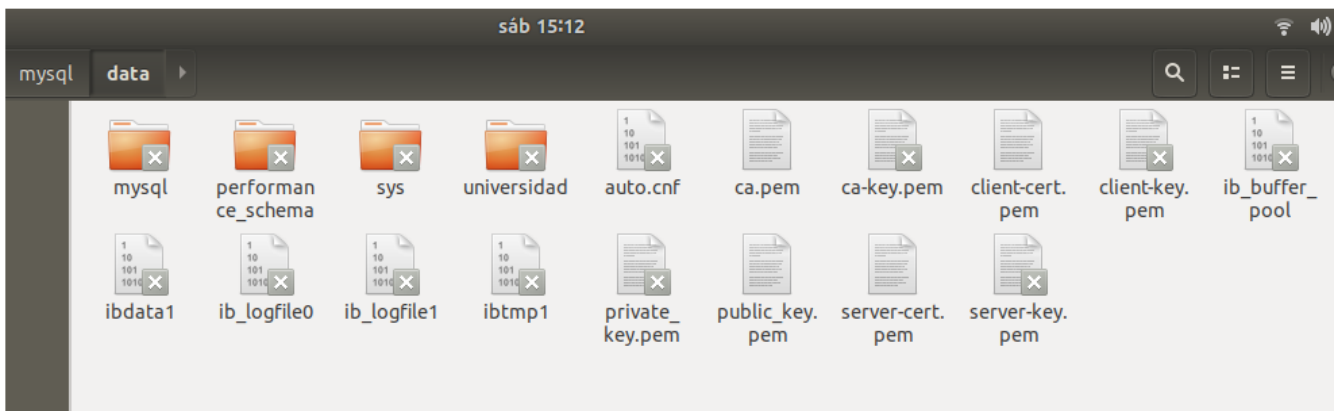 sáb 15:12
mysql data
mysql performan sys universidad auto.cnf ca.pem ca-key.pem client-cert. client-key. ib_buffer_
ce_schema pem pem pool
ibdata1 ib_logfile0 ib_logfile1 ibtmp1 private_ public_key. server-cert. server-key.
key.pem pem pem pem